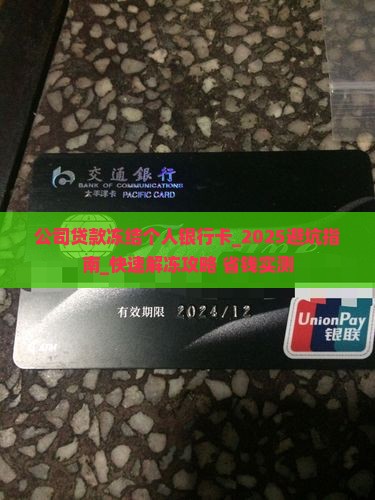 交通銀行
BANK OF COMMUNICATIONS
太平洋卡 PACIFIC CARD
公司贷款冻结个人银行卡_2025避坑指
南_快速解冻攻略 省钱实测
有效期限 2024/12
UnionPay
银联
ATM